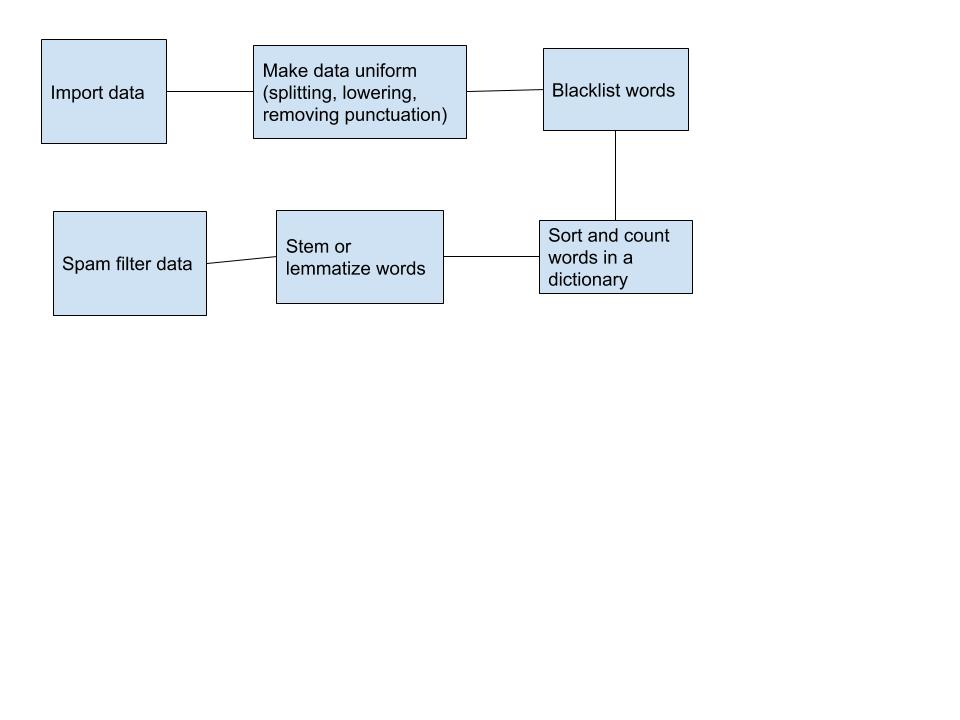 Import data
Make data uniform
(splitting, lowering,
removing punctuation)
Blacklist words
Spam filter data
Stem or
lemmatize words
Sort and count
words in a
dictionary